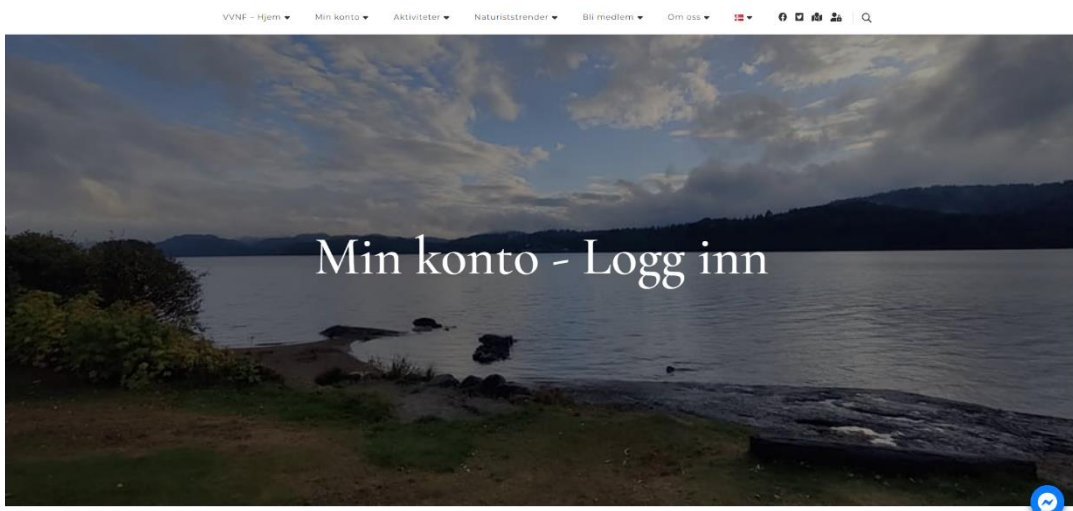 VVNF – Hjem Min konto Aktiviteter Naturiststrender Bli medlem Om oss
Min konto - Logg inn